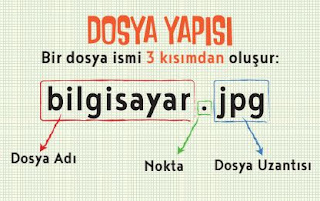 DOSYA YAPISI
Bir dosya ismi 3 kısımdan oluşur:
bilgisayar . jpg
Dosya Adı
Nokta
Dosya Uzantısı